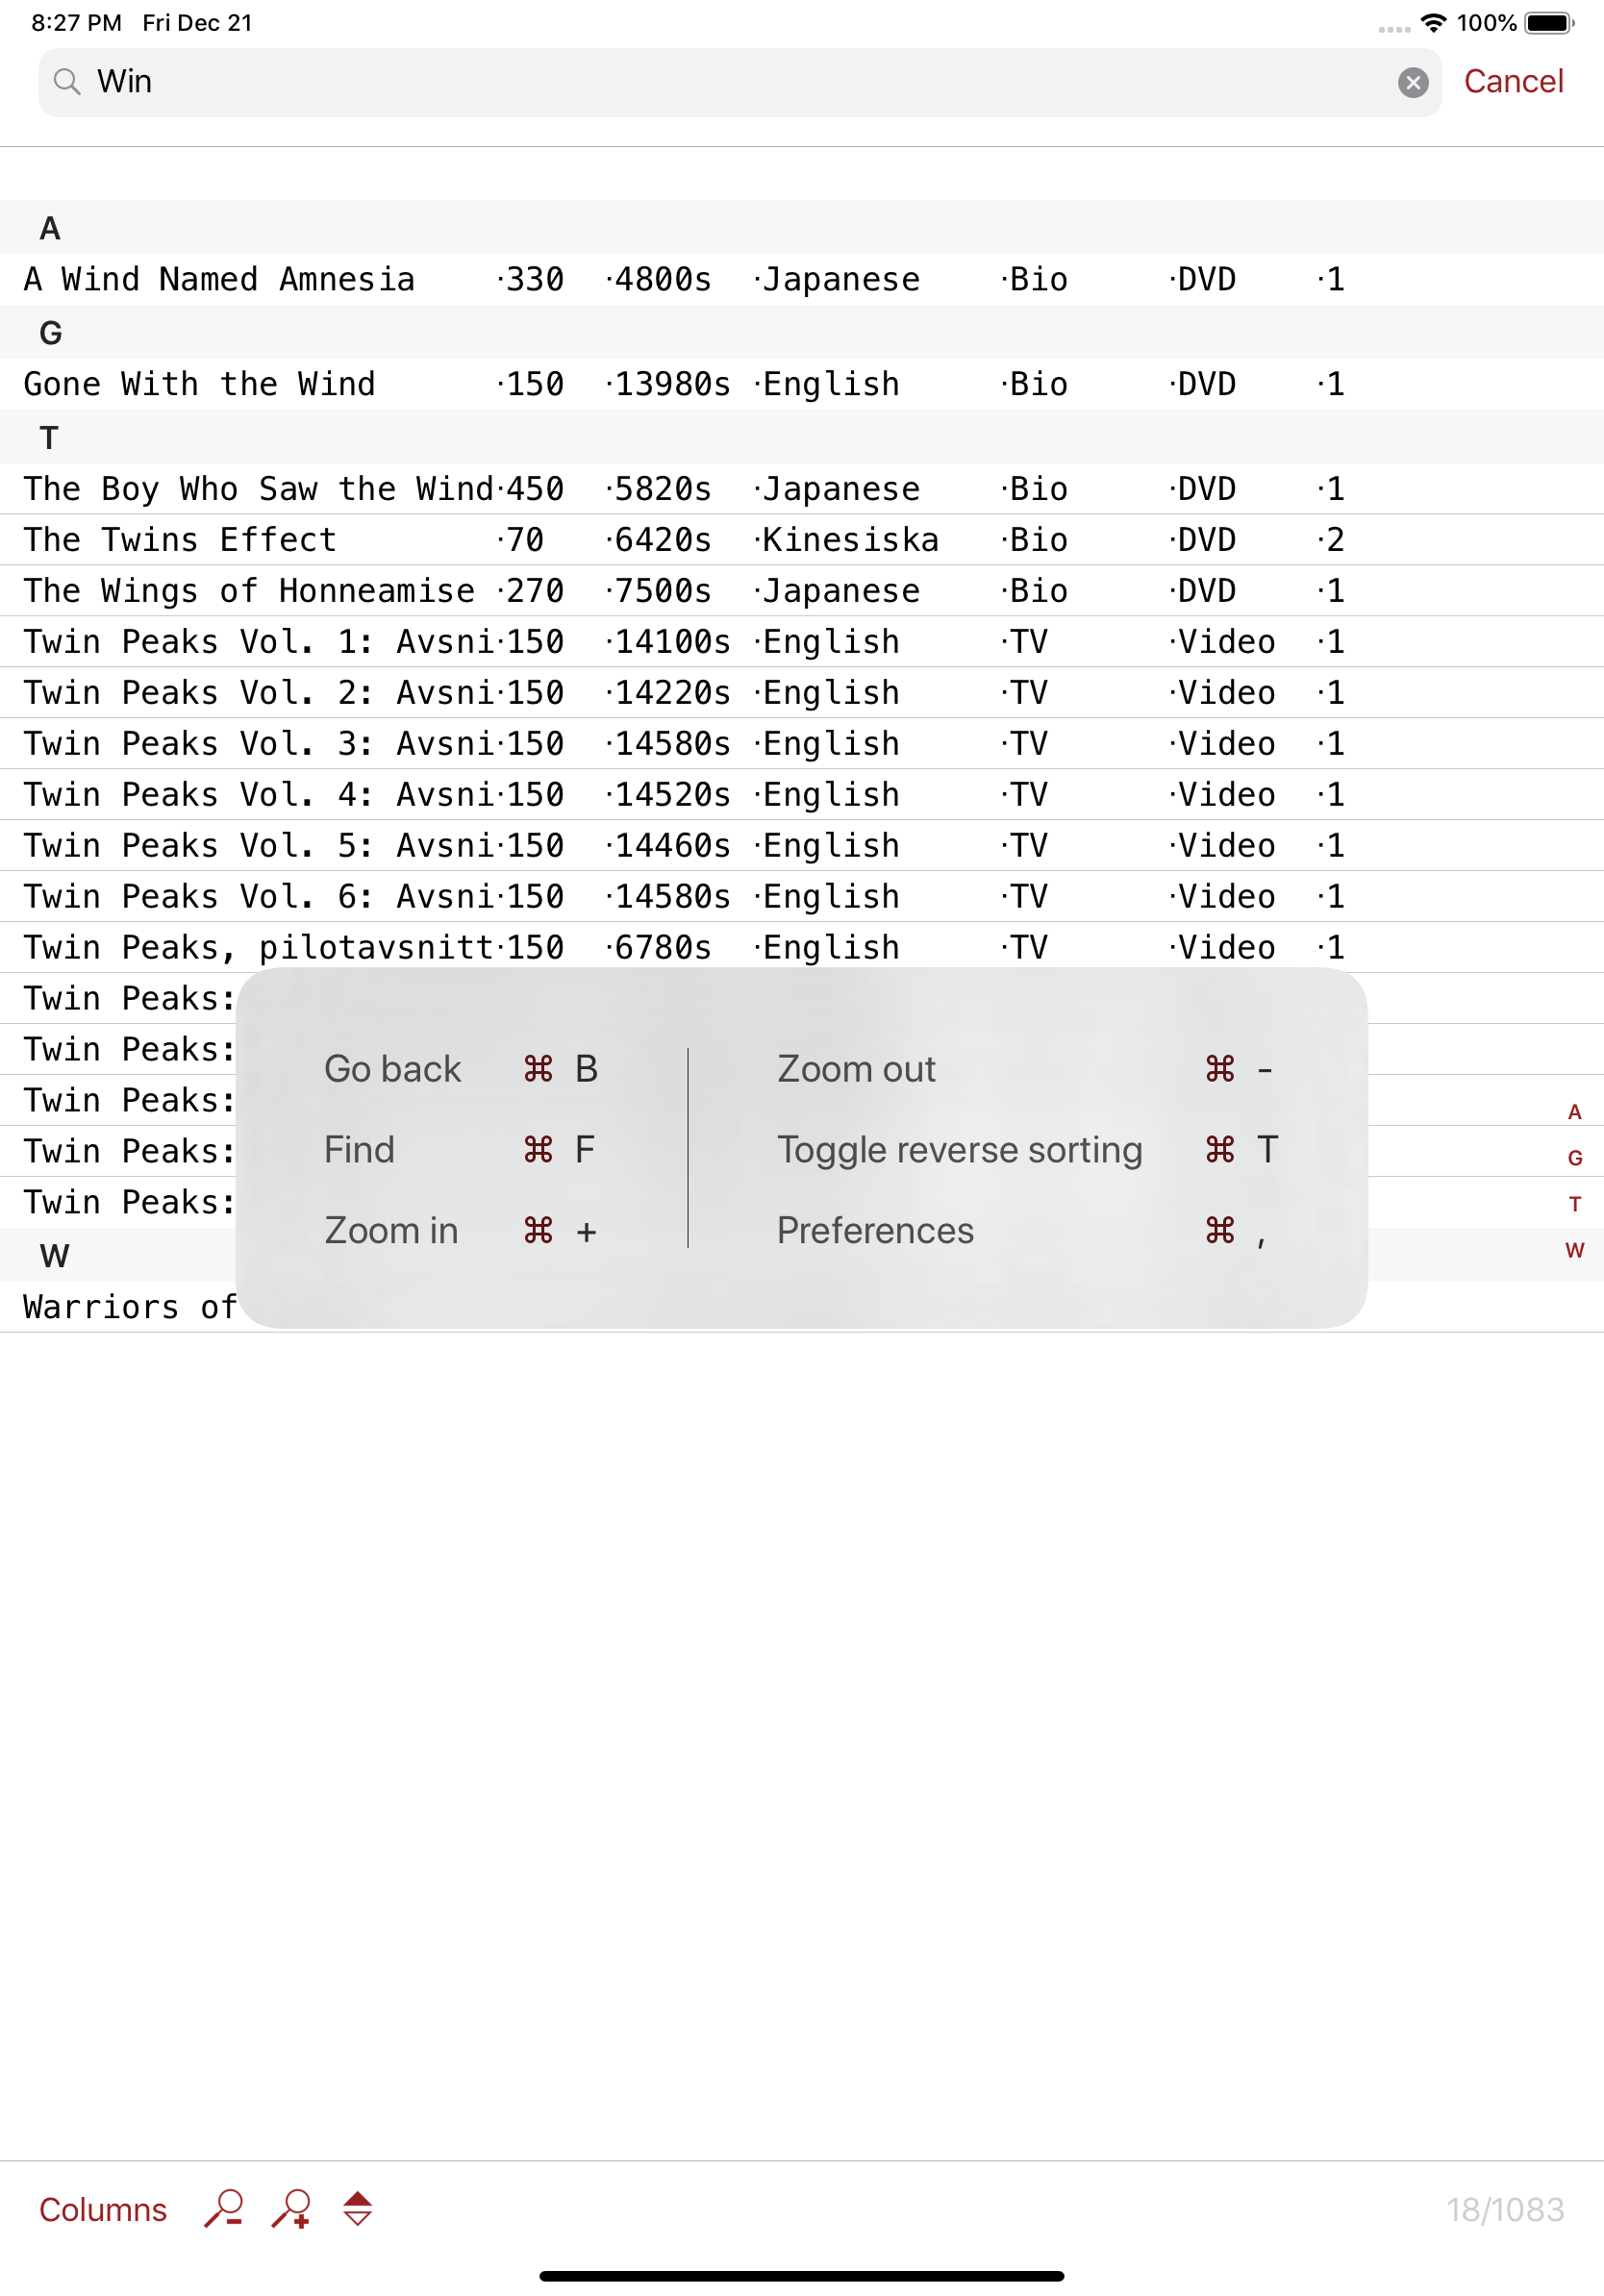 8:27 PM Fri Dec 21 100%
Win Cancel
A
A Wind Named Amnesia ·330 ·4800s ·Japanese ·Bio ·DVD ·1
G
Gone With the Wind ·150 ·13980s ·English ·Bio ·DVD ·1
T
The Boy Who Saw the Wind·450 ·5820s ·Japanese ·Bio ·DVD ·1
The Twins Effect ·70 ·6420s ·Kinesiska ·Bio ·DVD ·2
The Wings of Honneamise ·270 ·7500s ·Japanese ·Bio ·DVD ·1
Twin Peaks Vol. 1: Avsni·150 ·14100s ·English ·TV ·Video ·1
Twin Peaks Vol. 2: Avsni·150 ·14220s ·English ·TV ·Video ·1
Twin Peaks Vol. 3: Avsni·150 ·14580s ·English ·TV ·Video ·1
Twin Peaks Vol. 4: Avsni·150 ·14520s ·English ·TV ·Video ·1
Twin Peaks Vol. 5: Avsni·150 ·14460s ·English ·TV ·Video ·1
Twin Peaks Vol. 6: Avsni·150 ·14580s ·English ·TV ·Video ·1
Twin Peaks, pilotavsnitt·150 ·6780s ·English ·TV ·Video ·1
Twin Peaks:
Twin Peaks:
Twin Peaks:
Twin Peaks:
Twin Peaks:
W
Warriors of
Go back ⌘ B
Find ⌘ F
Zoom in ⌘ +
Zoom out ⌘ -
Toggle reverse sorting ⌘ T
Preferences ⌘ ,
A
G
T
W
Columns 18/1083